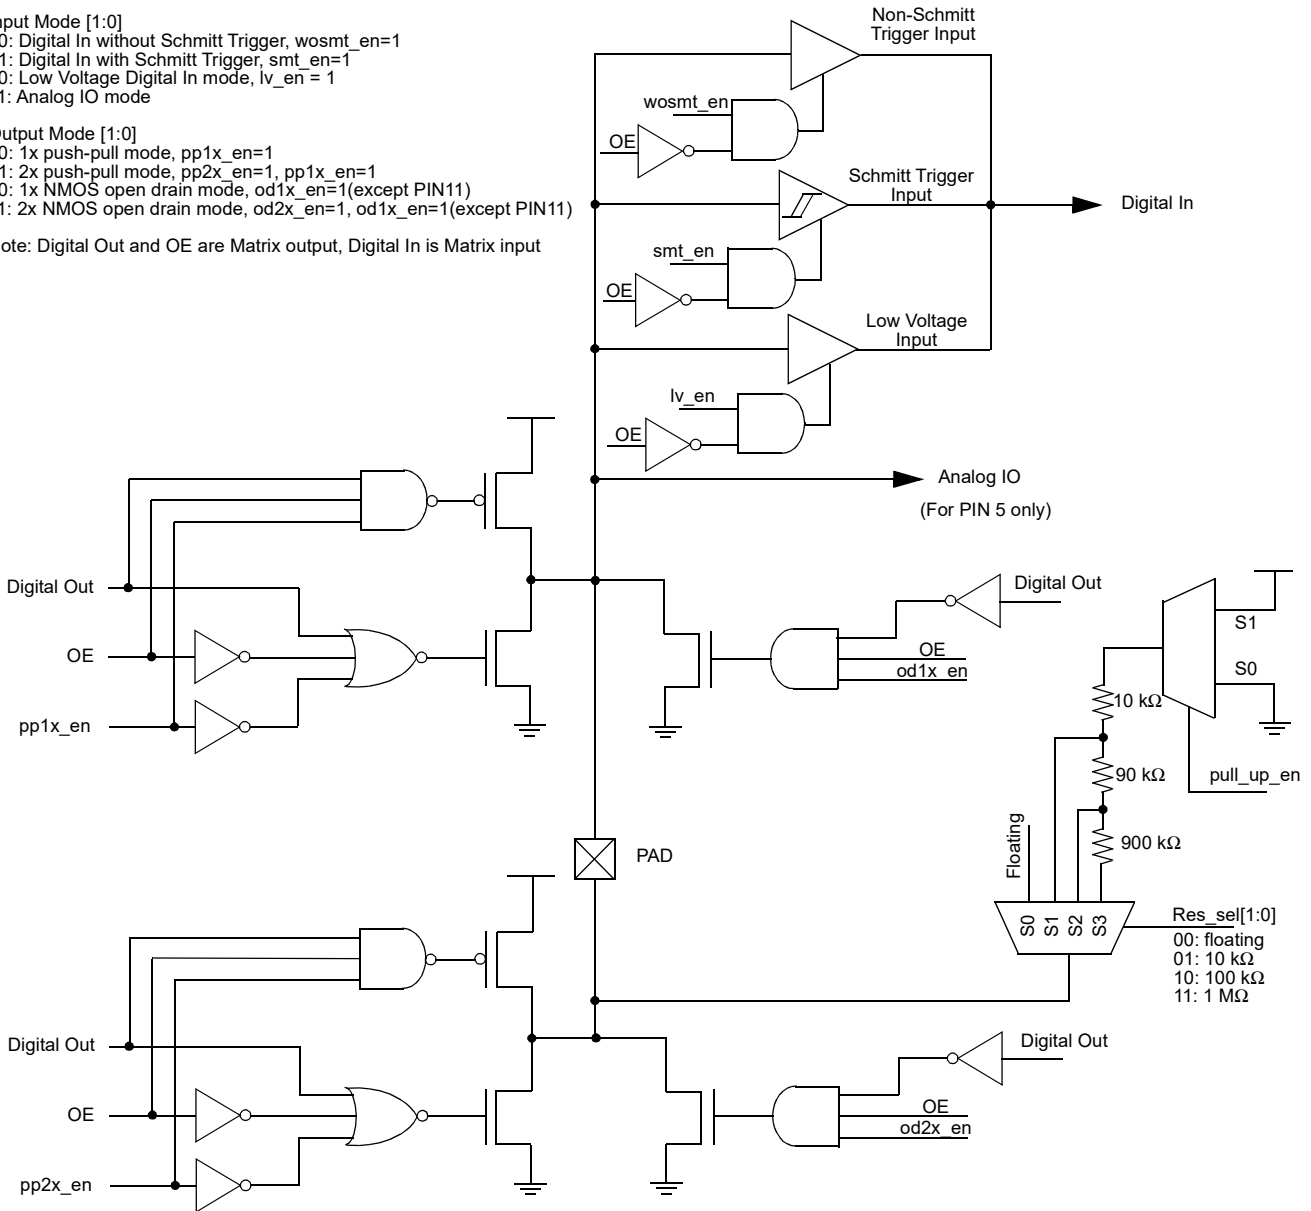 nput Mode [1:0]
0: Digital In without Schmitt Trigger, wosmt_en=1
1: Digital In with Schmitt Trigger, smt_en=1
0: Low Voltage Digital In mode, lv_en = 1
1: Analog IO mode
utput Mode [1:0]
0: 1x push-pull mode, pp1x_en=1
1: 2x push-pull mode, pp2x_en=1, pp1x_en=1
0: 1x NMOS open drain mode, od1x_en=1(except PIN11)
1: 2x NMOS open drain mode, od2x_en=1, od1x_en=1(except PIN11)
ote: Digital Out and OE are Matrix output, Digital In is Matrix input
Non-Schmitt
Trigger Input
wosmt_en
OE
Schmitt Trigger
Input
Digital In
smt_en
OE
Low Voltage
Input
lv_en
OE
Analog IO
(For PIN 5 only)
Digital Out
OE
pp1x_en
Digital Out
OE
od1x_en
S1
S0
10 kΩ
90 kΩ
pull_up_en
900 kΩ
Floating
PAD
S0
S1
S2
S3
Res_sel[1:0]
00: floating
01: 10 kΩ
10: 100 kΩ
11: 1 MΩ
Digital Out
OE
pp2x_en
Digital Out
OE
od2x_en